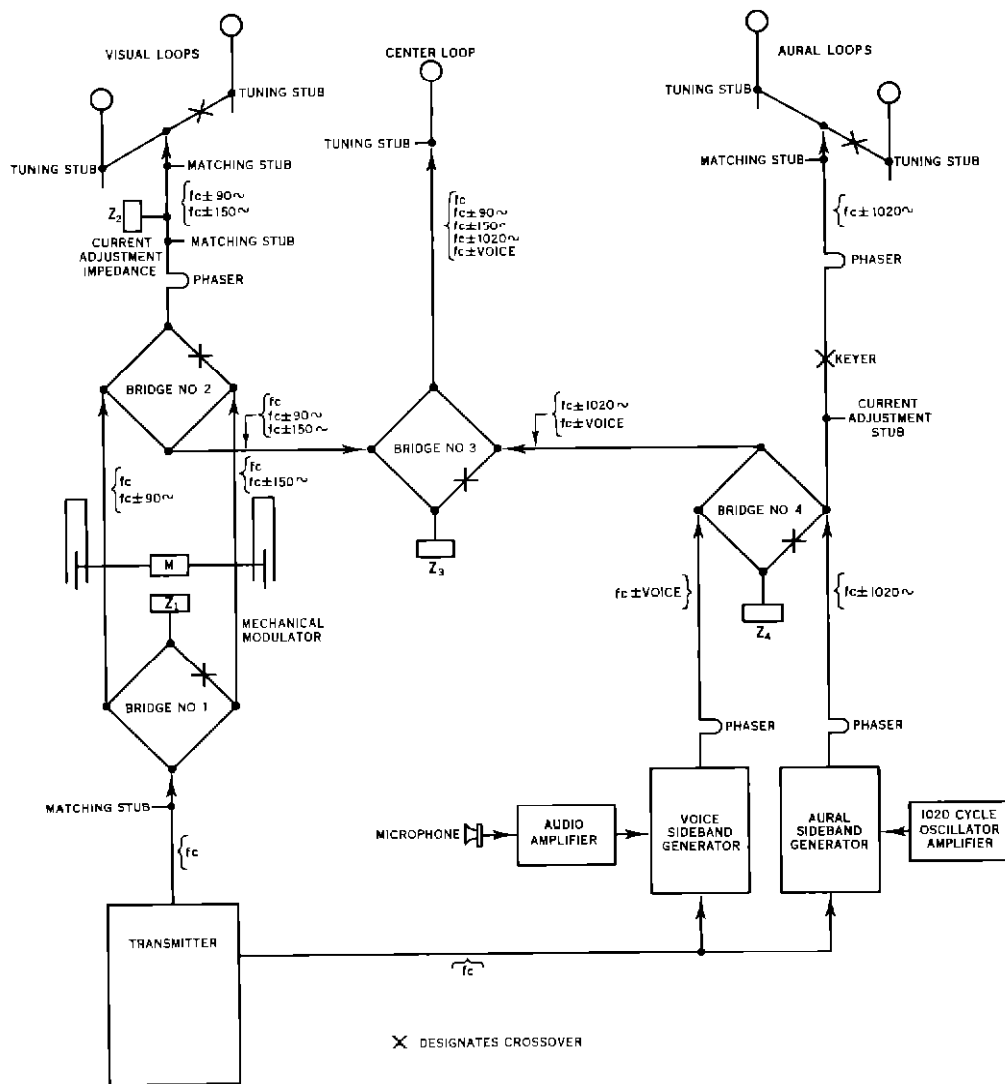 VISUAL LOOPS
CENTER LOOP
AURAL LOOPS
TUNING STUB
TUNING STUB
TUNING STUB
TUNING STUB
TUNING STUB
MATCHING STUB
MATCHING STUB
fc±90~
fc±150~
Z2
CURRENT
ADJUSTMENT
IMPEDANCE
MATCHING STUB
PHASER
fc
fc±90~
fc±150~
fc±1020~
fc±VOICE
fc±1020~
PHASER
KEYER
BRIDGE NO 2
fc
fc±90~
fc±150~
fc±1020~
fc±VOICE
CURRENT
ADJUSTMENT
STUB
BRIDGE NO 3
fc
fc±90~
fc
fc±150~
BRIDGE NO 4
M
Z3
Z1
MECHANICAL
MODULATOR
fc±VOICE
fc±1020~
Z4
BRIDGE NO 1
PHASER
PHASER
MATCHING STUB
fc
MICROPHONE
AUDIO
AMPLIFIER
VOICE
SIDEBAND
GENERATOR
AURAL
SIDEBAND
GENERATOR
1020 CYCLE
OSCILLATOR
AMPLIFIER
TRANSMITTER
fc
X DESIGNATES CROSSOVER